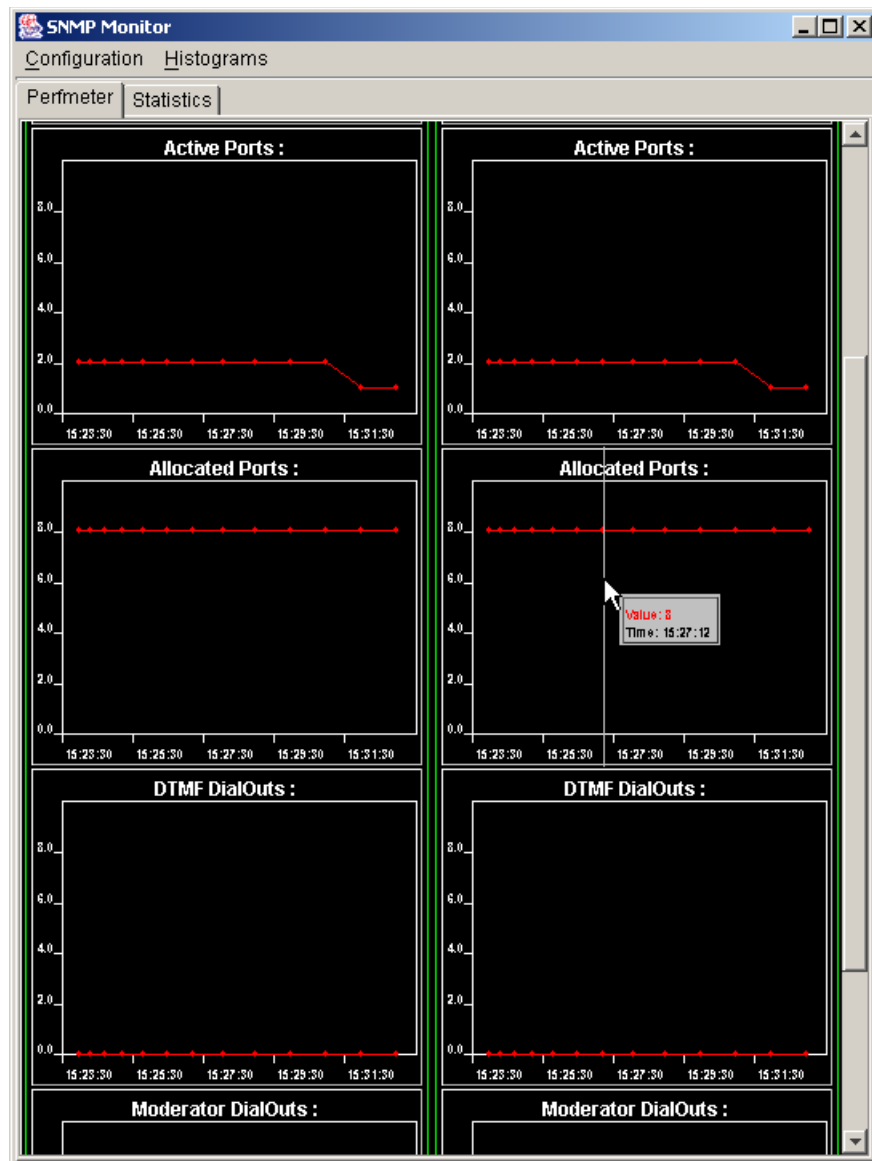 SNMP Monitor
Configuration Histograms
Perfmeter Statistics
Active Ports :
8.0
6.0
4.0
2.0
0.0
15:23:30 15:25:30 15:27:30 15:29:30 15:31:30
Active Ports :
8.0
6.0
4.0
2.0
0.0
15:23:30 15:25:30 15:27:30 15:29:30 15:31:30
Allocated Ports :
8.0
6.0
4.0
2.0
0.0
15:23:30 15:25:30 15:27:30 15:29:30 15:31:30
Allocated Ports :
8.0
6.0
4.0
2.0
0.0
Value: 8
Time: 15:27:12
15:23:30 15:25:30 15:27:30 15:29:30 15:31:30
DTMF DialOuts :
8.0
6.0
4.0
2.0
0.0
15:23:30 15:25:30 15:27:30 15:29:30 15:31:30
DTMF DialOuts :
8.0
6.0
4.0
2.0
0.0
15:23:30 15:25:30 15:27:30 15:29:30 15:31:30
Moderator DialOuts :
Moderator DialOuts :